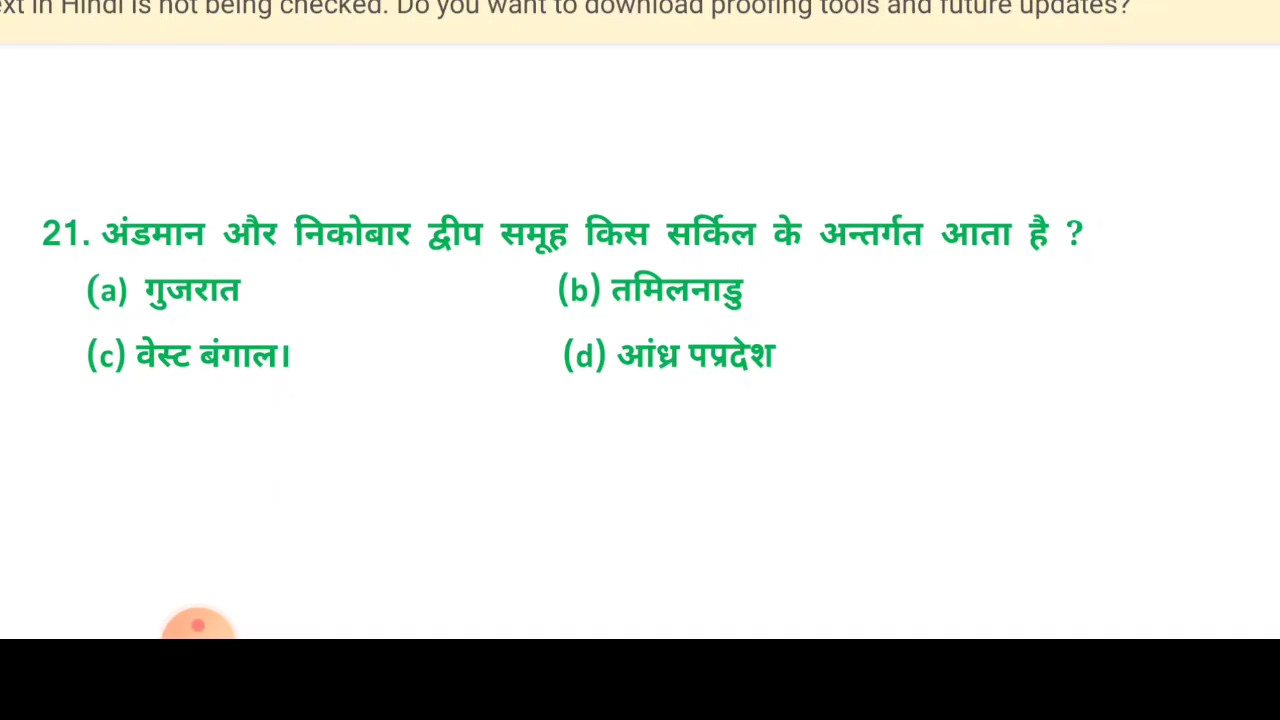 ext in Hindi is not being checked. Do you want to download proofing tools and future updates?
21. अंडमान और निकोबार द्वीप समूह किस सर्किल के अन्तर्गत आता है ?
(a) गुजरात (b) तमिलनाडु
(c) वेस्ट बंगाल। (d) आंध्र पप्रदेश